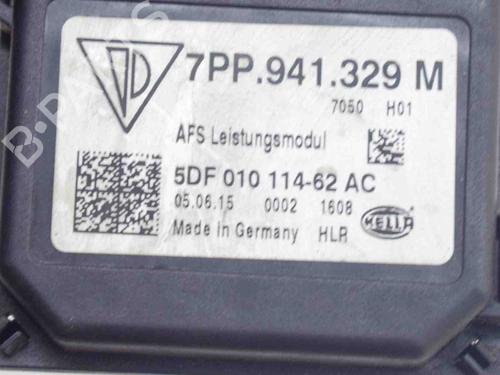 7PP.941.329 M
7050 H01
AFS Leistungsmodul
5DF 010 114-62 AC
05.06.15 0002 1608
Made in Germany HLR
HELLA
B-PARTS